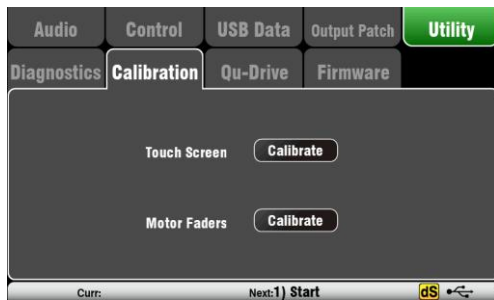 Audio Control USB Data Output Patch Utility
Diagnostics Calibration Qu-Drive Firmware
Touch Screen Calibrate
Motor Faders Calibrate
Curr: Next:1) Start dS